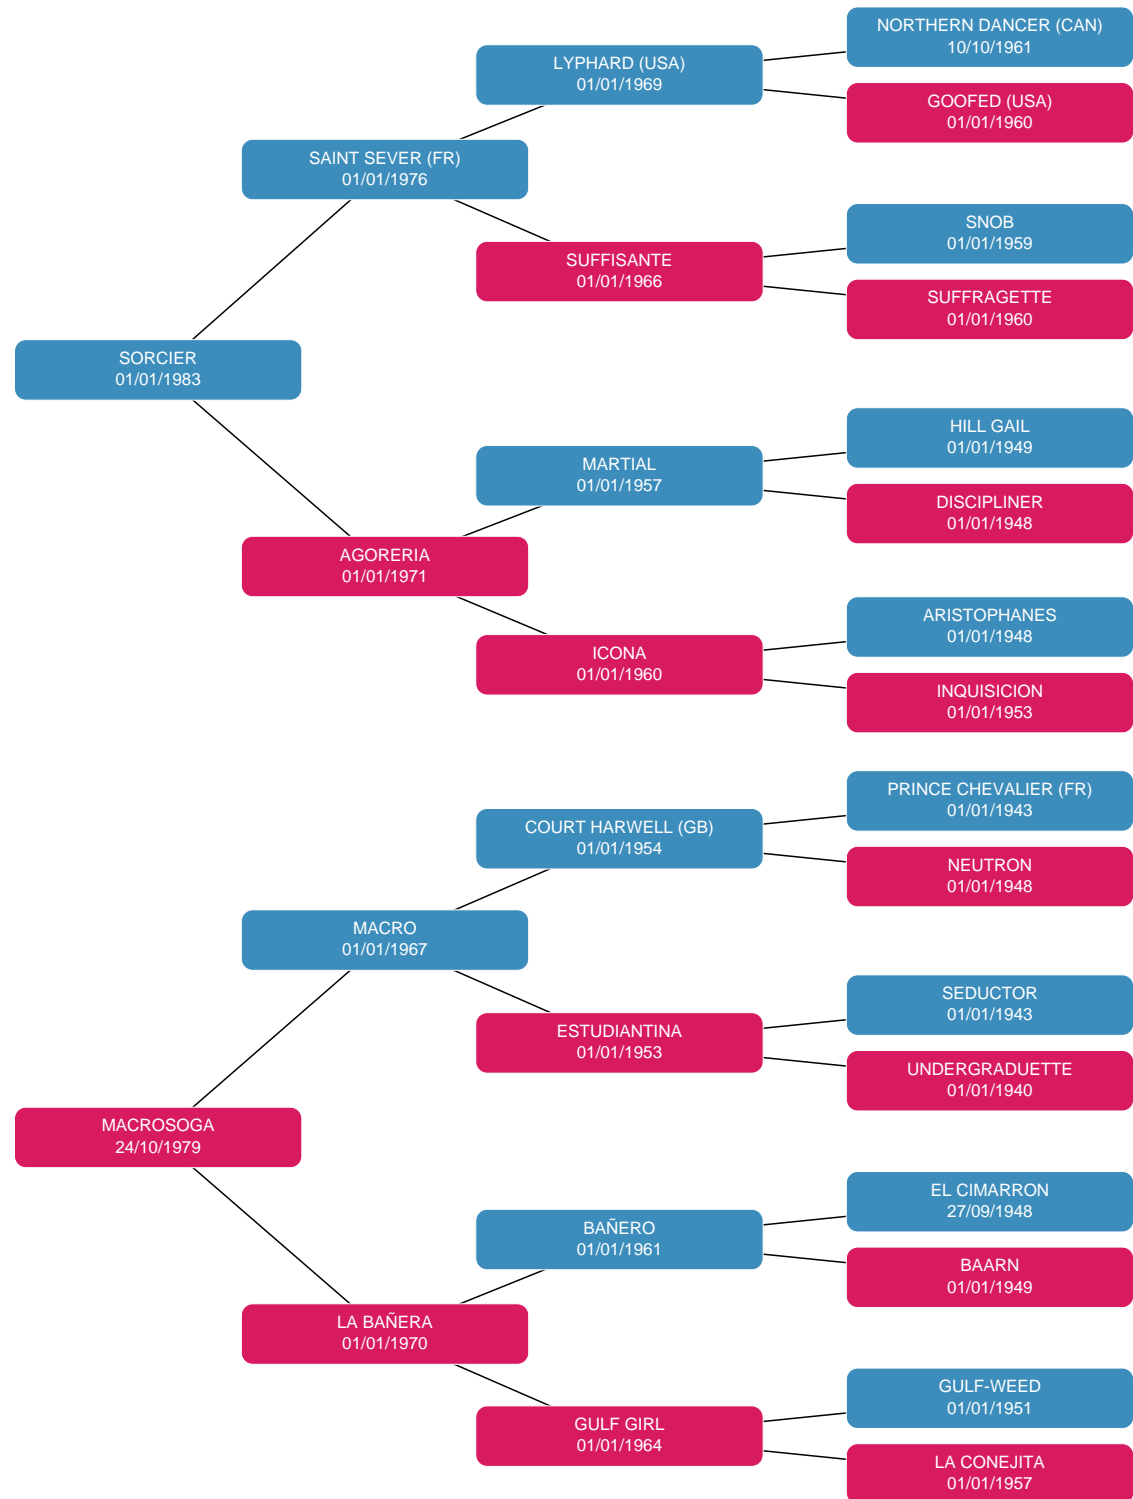 NORTHERN DANCER (CAN)
10/10/1961
LYPHARD (USA)
01/01/1969
GOOFED (USA)
01/01/1960
SAINT SEVER (FR)
01/01/1976
SNOB
01/01/1959
SUFFISANTE
01/01/1966
SUFFRAGETTE
01/01/1960
SORCIER
01/01/1983
HILL GAIL
01/01/1949
MARTIAL
01/01/1957
DISCIPLINER
01/01/1948
AGORERIA
01/01/1971
ARISTOPHANES
01/01/1948
ICONA
01/01/1960
INQUISICION
01/01/1953
PRINCE CHEVALIER (FR)
01/01/1943
COURT HARWELL (GB)
01/01/1954
NEUTRON
01/01/1948
MACRO
01/01/1967
SEDUCTOR
01/01/1943
ESTUDIANTINA
01/01/1953
UNDERGRADUETTE
01/01/1940
MACROSOGA
24/10/1979
EL CIMARRON
27/09/1948
BAÑERO
01/01/1961
BAARN
01/01/1949
LA BAÑERA
01/01/1970
GULF-WEED
01/01/1951
GULF GIRL
01/01/1964
LA CONEJITA
01/01/1957